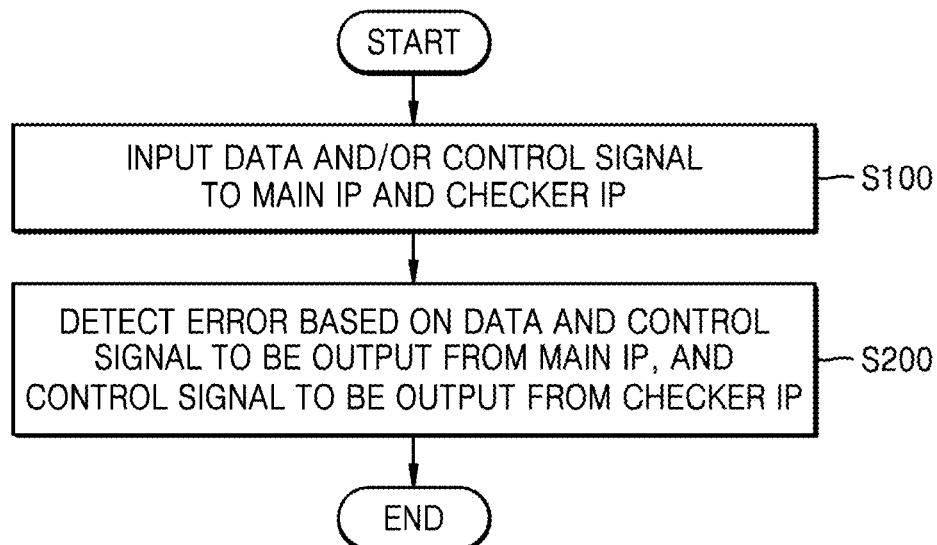 START
INPUT DATA AND/OR CONTROL SIGNAL
TO MAIN IP AND CHECKER IP
S100
DETECT ERROR BASED ON DATA AND CONTROL
SIGNAL TO BE OUTPUT FROM MAIN IP, AND
CONTROL SIGNAL TO BE OUTPUT FROM CHECKER IP
S200
END